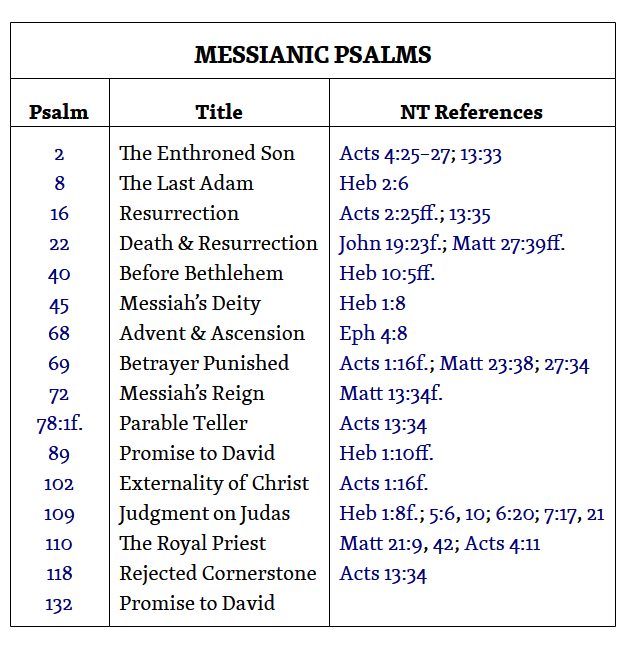 MESSIANIC PSALMS
Psalm Title NT References
2 The Enthroned Son Acts 4:25–27; 13:33
8 The Last Adam Heb 2:6
16 Resurrection Acts 2:25ff.; 13:35
22 Death & Resurrection John 19:23f.; Matt 27:39ff.
40 Before Bethlehem Heb 10:5ff.
45 Messiah’s Deity Heb 1:8
68 Advent & Ascension Eph 4:8
69 Betrayer Punished Acts 1:16f.; Matt 23:38; 27:34
72 Messiah’s Reign Matt 13:34f.
78:1f. Parable Teller Acts 13:34
89 Promise to David Heb 1:10ff.
102 Externality of Christ Acts 1:16f.
109 Judgment on Judas Heb 1:8f.; 5:6, 10; 6:20; 7:17, 21
110 The Royal Priest Matt 21:9, 42; Acts 4:11
118 Rejected Cornerstone Acts 13:34
132 Promise to David